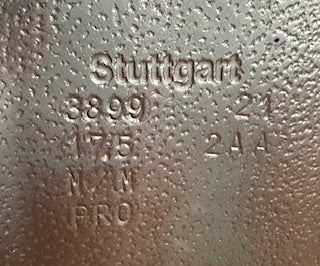 Stuttgart
3899 21
17,5 2AA
N/N
PRO